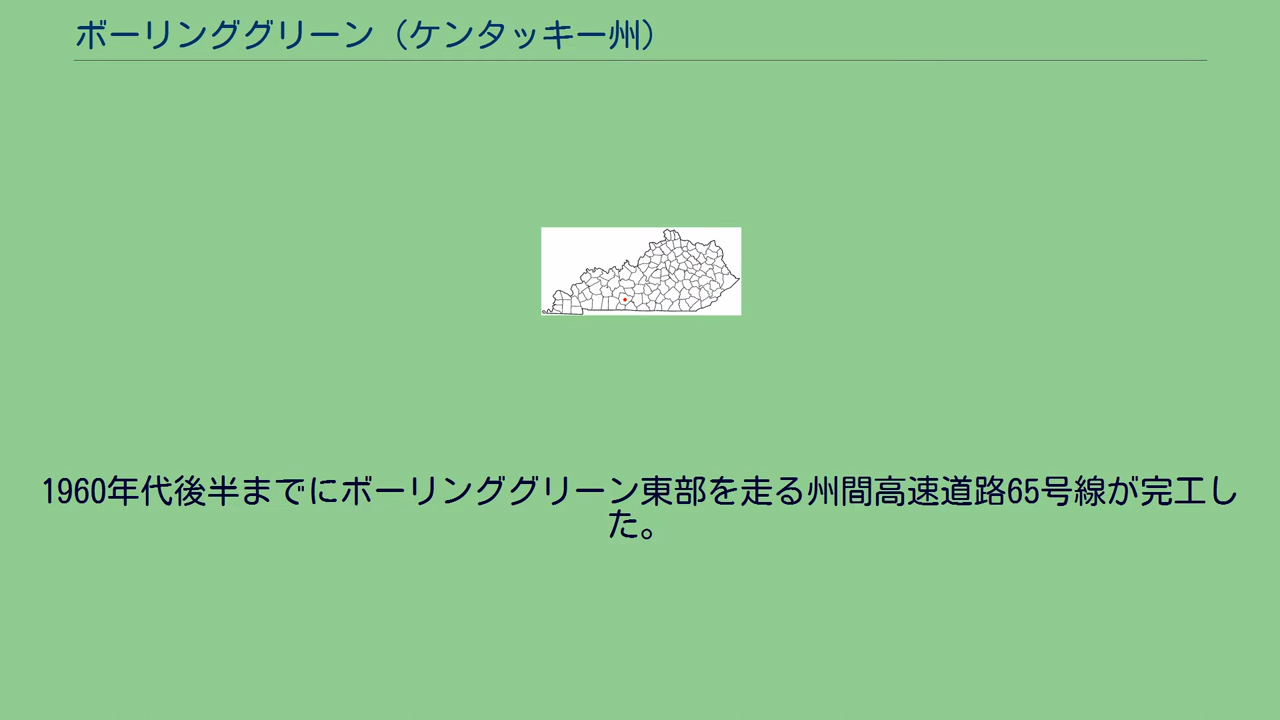 ボーリンググリーン（ケンタッキー州）
1960年代後半までにボーリンググリーン東部を走る州間高速道路65号線が完工し
た。